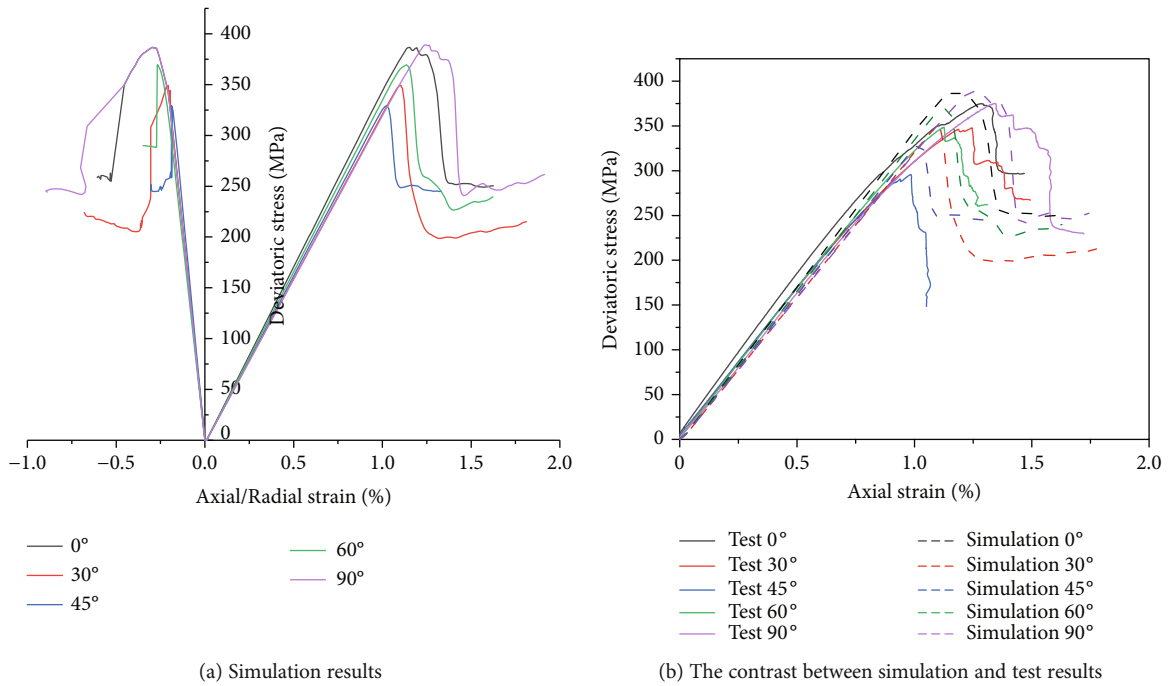 400
350
300
250
200
150
100
50
0
Deviatoric stress (MPa)
−1.0 −0.5 0.0 0.5 1.0 1.5 2.0
Axial/Radial strain (%)
0°
30°
45°
60°
90°
(a) Simulation results
400
350
300
250
200
150
100
50
0
Deviatoric stress (MPa)
0 0.5 1.0 1.5 2.0
Axial strain (%)
Test 0°
Test 30°
Test 45°
Test 60°
Test 90°
Simulation 0°
Simulation 30°
Simulation 45°
Simulation 60°
Simulation 90°
(b) The contrast between simulation and test results